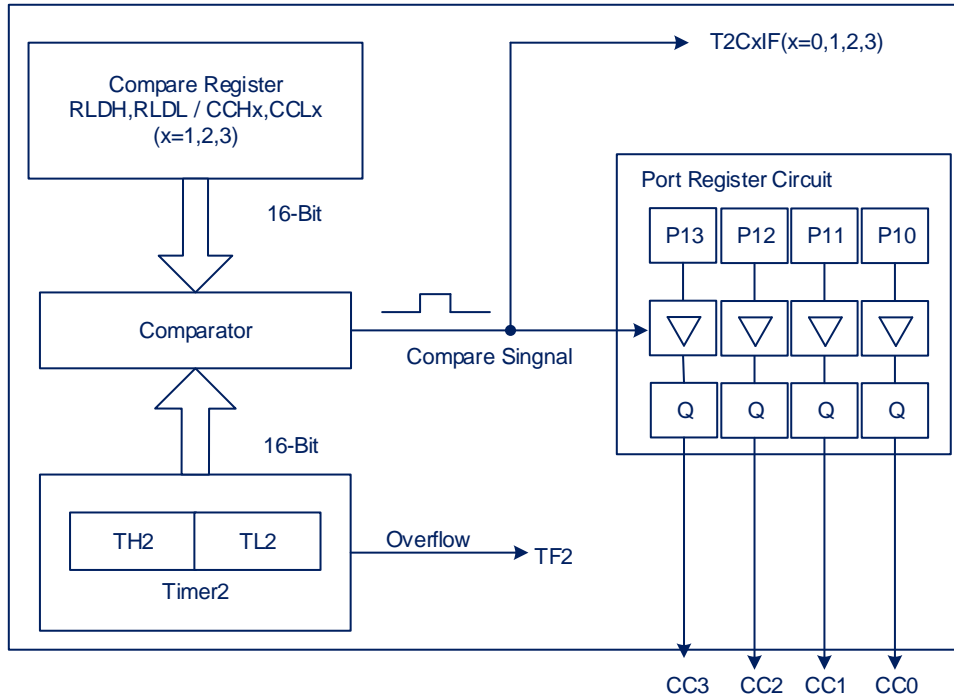 T2CxIF(x=0,1,2,3)
Compare Register
RLDH,RLDL / CCHx,CCLx
(x=1,2,3)
16-Bit
Port Register Circuit
P13 P12 P11 P10
Comparator
Compare Singnal
Q Q Q Q
16-Bit
TH2 TL2
Timer2
Overflow
TF2
CC3 CC2 CC1 CC0